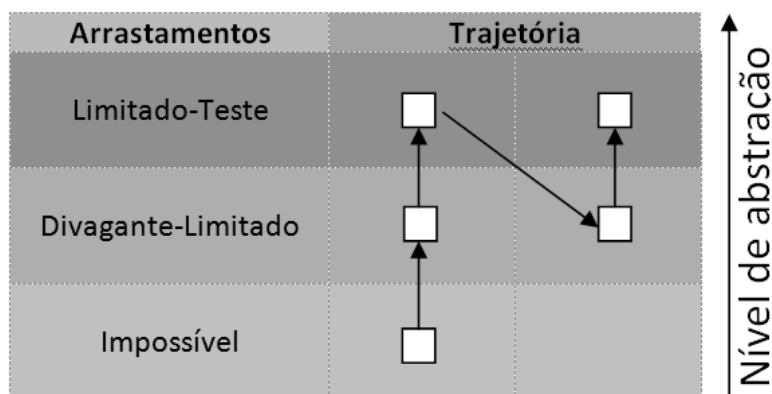 Arrastamentos
Trajetória
Limitado-Teste
Divagante-Limitado
Impossível
Nível de abstração